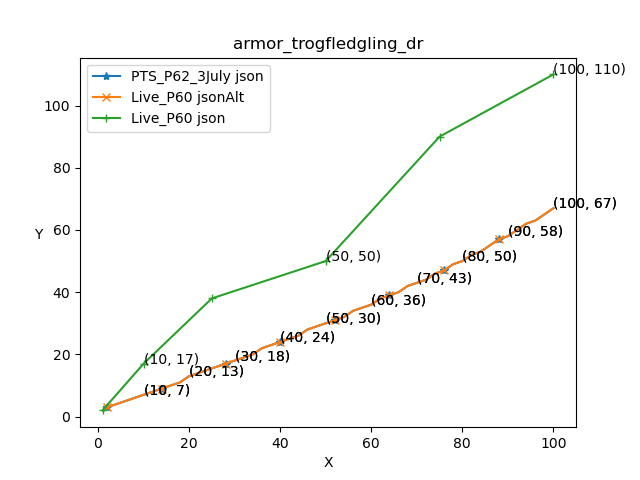 armor_trogfledgling_dr
PTS_P62_3July json
Live_P60 jsonAlt
Live_P60 json
(100, 110)
(100, 67)
(90, 58)
(80, 50)
(70, 43)
(60, 36)
(50, 50)
(50, 30)
(40, 24)
(30, 18)
(20, 13)
(10, 17)
(10, 7)
Y
100
80
60
40
20
0
0 20 40 60 80 100
X